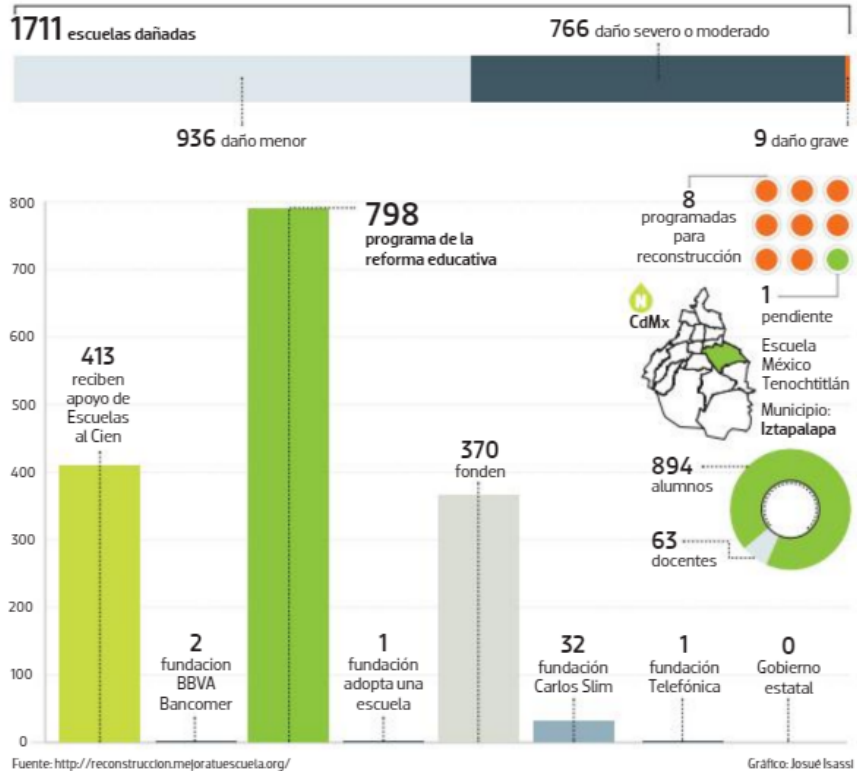 1711 escuelas dañadas
766 daño severo o moderado
936 daño menor
9 daño grave
800
700
600
500
400
300
200
100
0
413
reciben
apoyo de
Escuelas
al Cien
2
fundacion
BBVA
Bancomer
798
programa de la
reforma educativa
1
fundación
adopta una
escuela
370
fonden
32
fundación
Carlos Slim
1
fundación
Telefónica
0
Gobierno
estatal
8
programadas
para
reconstrucción
1
pendiente
N
CdMx
Escuela
México
Tenochtitlán
Municipio:
Iztapalapa
894
alumnos
63
docentes
Fuente: http://reconstruccion.mejoratuescuela.org/
Gráfico: Josué Isassi